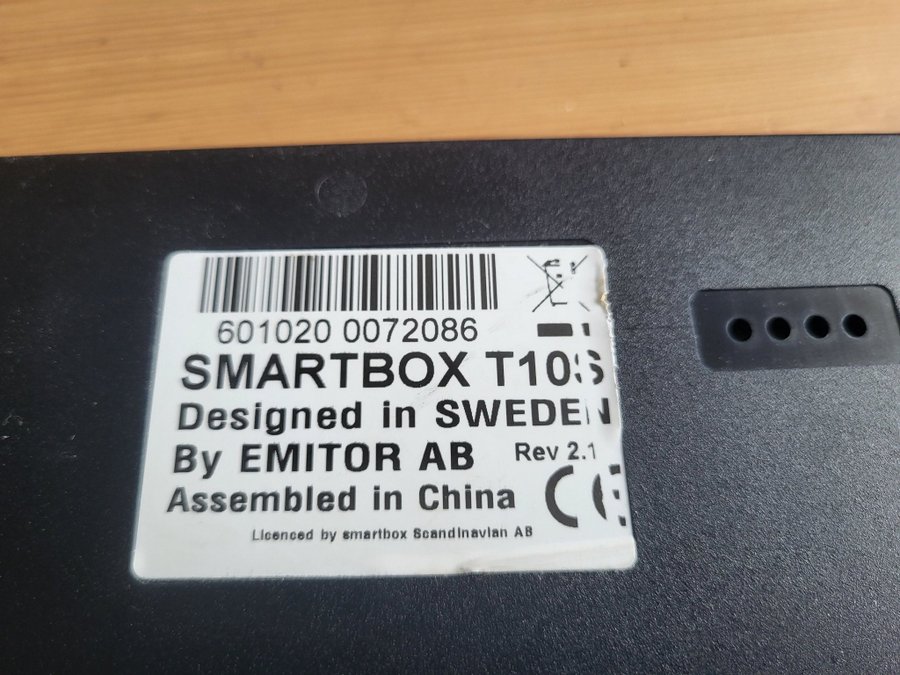 601020 0072086
SMARTBOX T10S
Designed in SWEDEN
By EMITOR AB
Rev 2.1
Assembled in China
CE
Licenced by smartbox Scandinavian AB